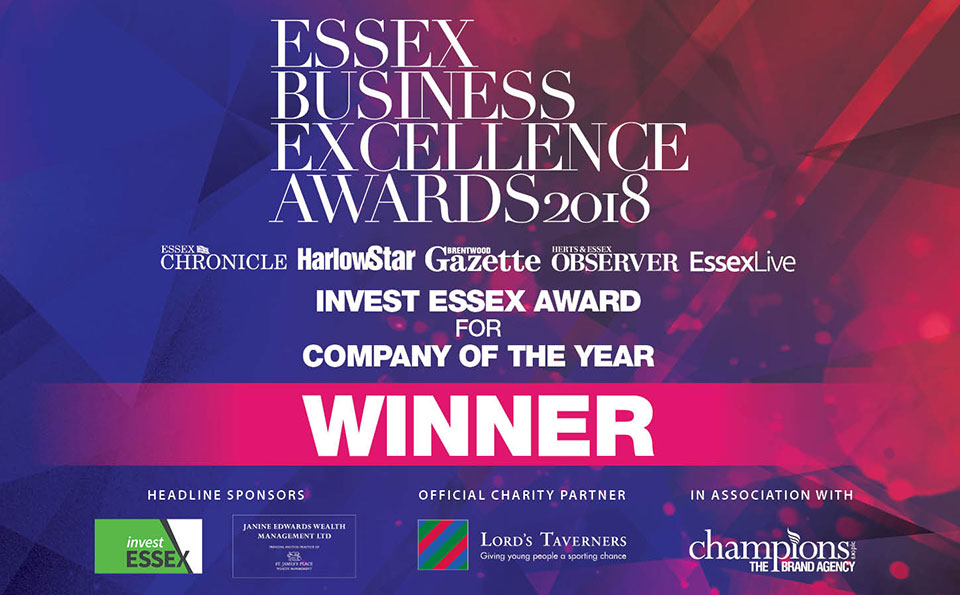 ESSEX
BUSINESS
EXCELLENCE
AWARDS2018
ESSEX
CHRONICLE
HarlowStar
BRENTWOOD
Gazette
HERTS & ESSEX
OBSERVER
EssexLive
INVEST ESSEX AWARD
FOR
COMPANY OF THE YEAR
WINNER
HEADLINE SPONSORS
invest
ESSEX
JANINE EDWARDS WEALTH
MANAGEMENT LTD
ST. JAMES'S PLACE
WEALTH MANAGEMENT
OFFICIAL CHARITY PARTNER
LORD'S TAVERNERS
Giving young people a sporting chance
IN ASSOCIATION WITH
champions
THE BRAND AGENCY